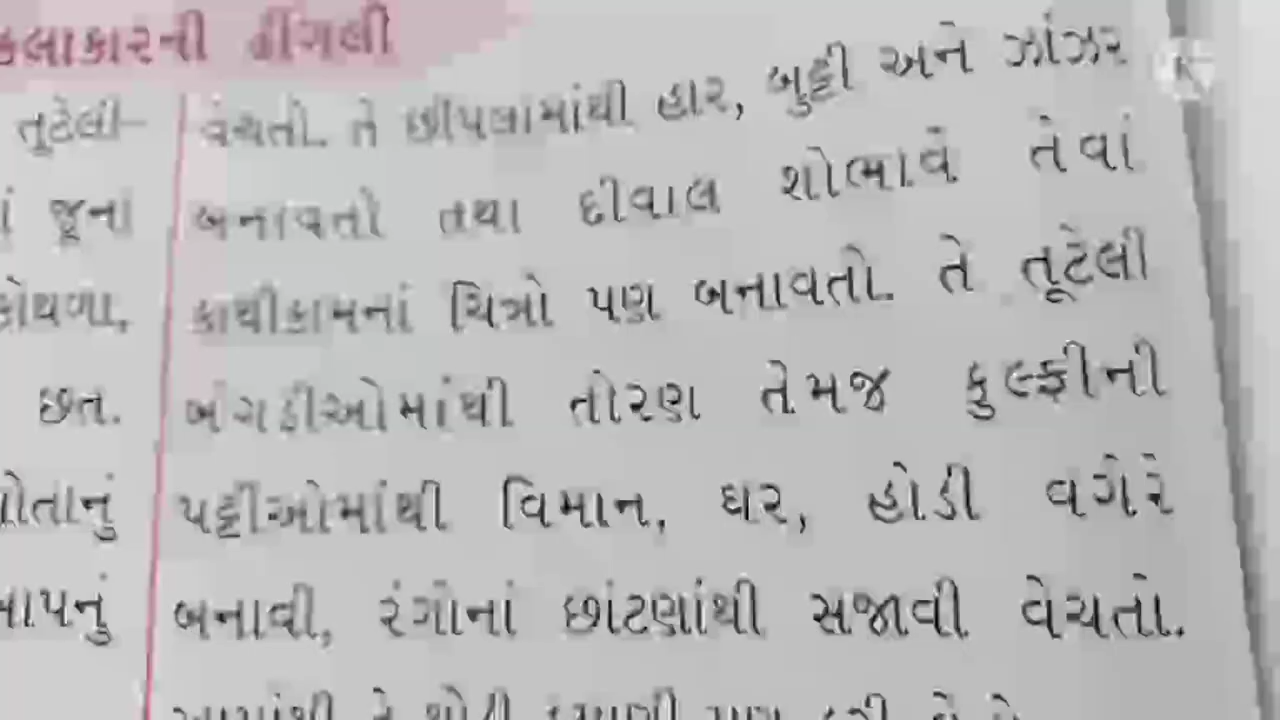 કલાકારની ઢીંગલી
તૂટેલી
જૂનાં
કોથળા,
છત.
પોતાનું
બાપનું
વેચતો. તે છીપલામાંથી હાર, બુટ્ટી અને ઝાંઝર
બનાવતો તથા દીવાલ શોભાવે તેવાં
કાથીકામનાં ચિત્રો પણ બનાવતો. તે તૂટેલી
બંગડીઓમાંથી તોરણ તેમજ કુલ્ફીની
પટ્ટીઓમાંથી વિમાન, ઘર, હોડી વગેરે
બનાવી, રંગોનાં છાંટણાંથી સજાવી વેચતો.